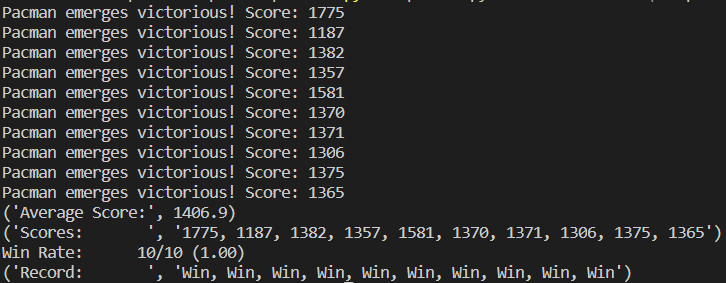 Pacman emerges victorious! Score: 1775
Pacman emerges victorious! Score: 1187
Pacman emerges victorious! Score: 1382
Pacman emerges victorious! Score: 1357
Pacman emerges victorious! Score: 1581
Pacman emerges victorious! Score: 1370
Pacman emerges victorious! Score: 1371
Pacman emerges victorious! Score: 1306
Pacman emerges victorious! Score: 1375
Pacman emerges victorious! Score: 1365
('Average Score:', 1406.9)
('Scores:       ', '1775, 1187, 1382, 1357, 1581, 1370, 1371, 1306, 1375, 1365')
Win Rate:      10/10 (1.00)
('Record:       ', 'Win, Win, Win, Win, Win, Win, Win, Win, Win, Win')